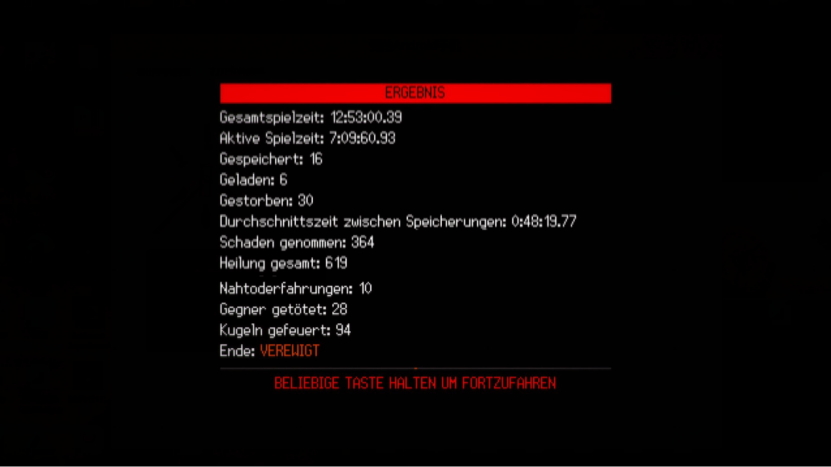 ERGEBNIS
Gesamtspielzeit: 12:53:00.39
Aktive Spielzeit: 7:09:60.93
Gespeichert: 16
Geladen: 6
Gestorben: 30
Durchschnittszeit zwischen Speicherungen: 0:48:19.77
Schaden genommen: 364
Heilung gesamt: 619
Nahtoderfahrungen: 10
Gegner getötet: 28
Kugeln gefeuert: 94
Ende: VEREWIGT
BELIEBIGE TASTE HALTEN UM FORTZUFAHREN